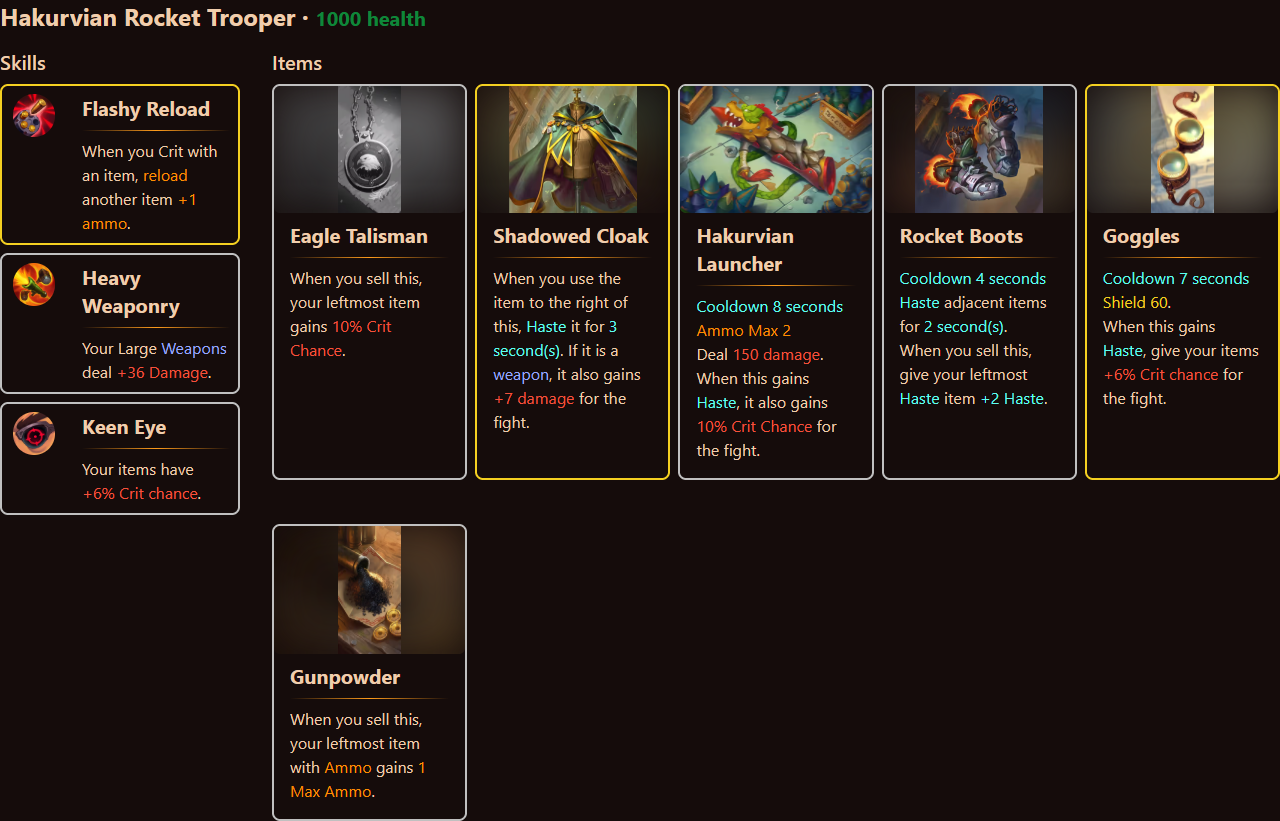 Hakurvian Rocket Trooper · 1000 health
Skills
Flashy Reload
When you Crit with
an item, reload
another item +1
ammo.
Heavy
Weaponry
Your Large Weapons
deal +36 Damage.
Keen Eye
Your items have
+6% Crit chance.
Items
Eagle Talisman
When you sell this,
your leftmost item
gains 10% Crit
Chance.
Shadowed Cloak
When you use the
item to the right of
this, Haste it for 3
second(s). If it is a
weapon, it also gains
+7 damage for the
fight.
Hakurvian
Launcher
Cooldown 8 seconds
Ammo Max 2
Deal 150 damage.
When this gains
Haste, it also gains
10% Crit Chance for
the fight.
Rocket Boots
Cooldown 4 seconds
Haste adjacent items
for 2 second(s).
When you sell this,
give your leftmost
Haste item +2 Haste.
Goggles
Cooldown 7 seconds
Shield 60.
When this gains
Haste, give your items
+6% Crit chance for
the fight.
Gunpowder
When you sell this,
your leftmost item
with Ammo gains 1
Max Ammo.